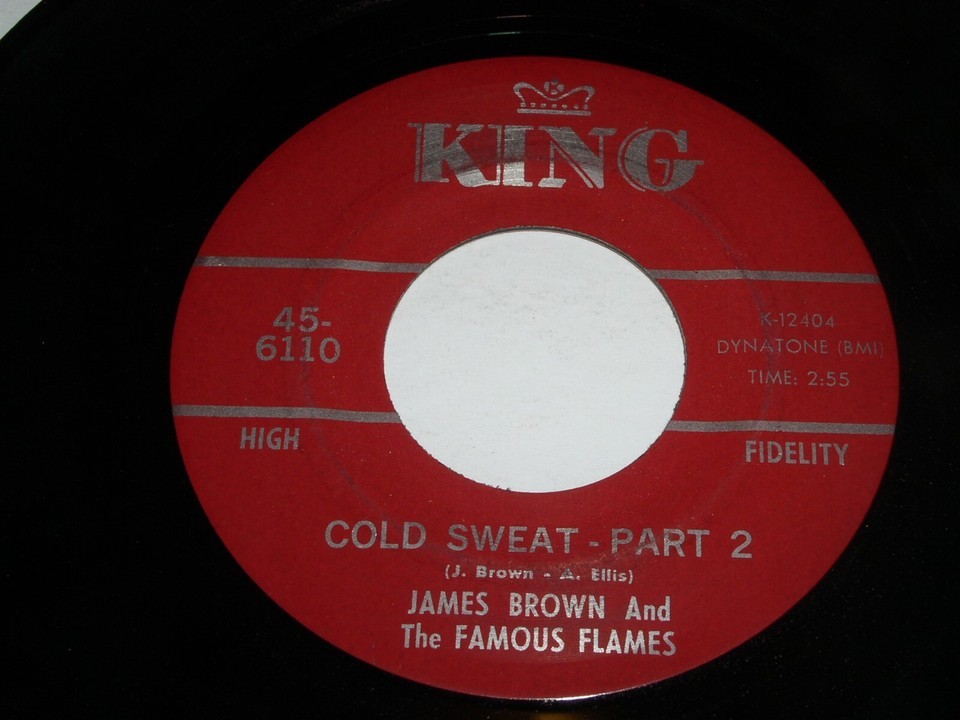 KING
45-
6110
K-12404
DYNATONE (BMI)
TIME: 2:55
HIGH
FIDELITY
COLD SWEAT - PART 2
(J. Brown - A. Ellis)
JAMES BROWN And
The FAMOUS FLAMES